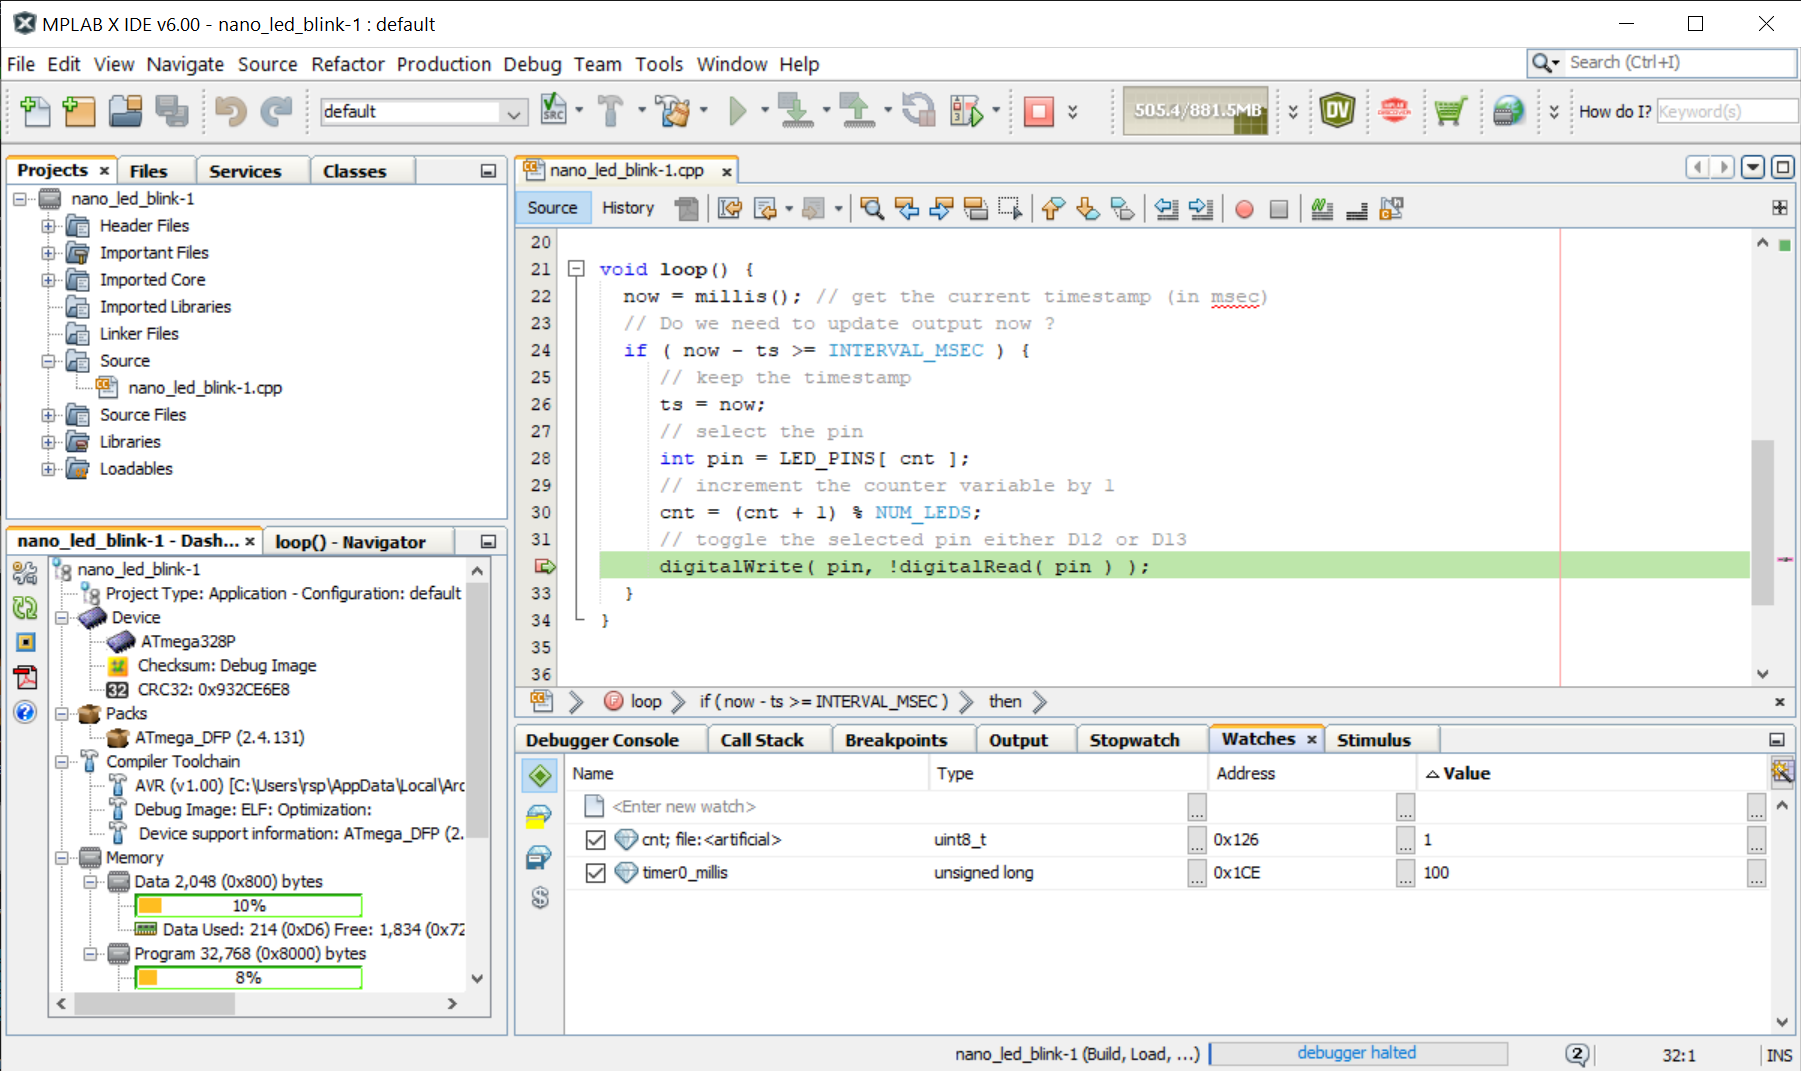 MPLAB X IDE v6.00 - nano_led_blink-1 : default
File Edit View Navigate Source Refactor Production Debug Team Tools Window Help
Search (Ctrl+I)
default
SRC
505.4/881.5MB
DV
How do I? Keyword(s)
Projects × Files Services Classes
nano_led_blink-1
Header Files
Important Files
Imported Core
Imported Libraries
Linker Files
Source
nano_led_blink-1.cpp
Source Files
Libraries
Loadables
nano_led_blink-1 - Dash... × loop() - Navigator
nano_led_blink-1
Project Type: Application - Configuration: default
Device
ATmega328P
Checksum: Debug Image
32 CRC32: 0x932CE6E8
Packs
ATmega_DFP (2.4.131)
Compiler Toolchain
AVR (v1.00) [C:\Users\rsp\AppData\Local\Arc
Debug Image: ELF: Optimization:
Device support information: ATmega_DFP (2.
Memory
Data 2,048 (0x800) bytes
10%
Data Used: 214 (0xD6) Free: 1,834 (0x72
Program 32,768 (0x8000) bytes
8%
nano_led_blink-1.cpp ×
Source History
20
21 void loop() {
22 now = millis(); // get the current timestamp (in msec)
23 // Do we need to update output now ?
24 if ( now - ts >= INTERVAL_MSEC ) {
25 // keep the timestamp
26 ts = now;
27 // select the pin
28 int pin = LED_PINS[ cnt ];
29 // increment the counter variable by 1
30 cnt = (cnt + 1) % NUM_LEDS;
31 // toggle the selected pin either D12 or D13
digitalWrite( pin, !digitalRead( pin ) );
33 }
34 }
35
36
loop if ( now - ts >= INTERVAL_MSEC ) then
Debugger Console Call Stack Breakpoints Output Stopwatch Watches × Stimulus
Name Type Address Value
<Enter new watch> ... ... ...
cnt; file:<artificial> uint8_t ... 0x126 ... 1 ...
timer0_millis unsigned long ... 0x1CE ... 100 ...
nano_led_blink-1 (Build, Load, ...) debugger halted 2 32:1 INS